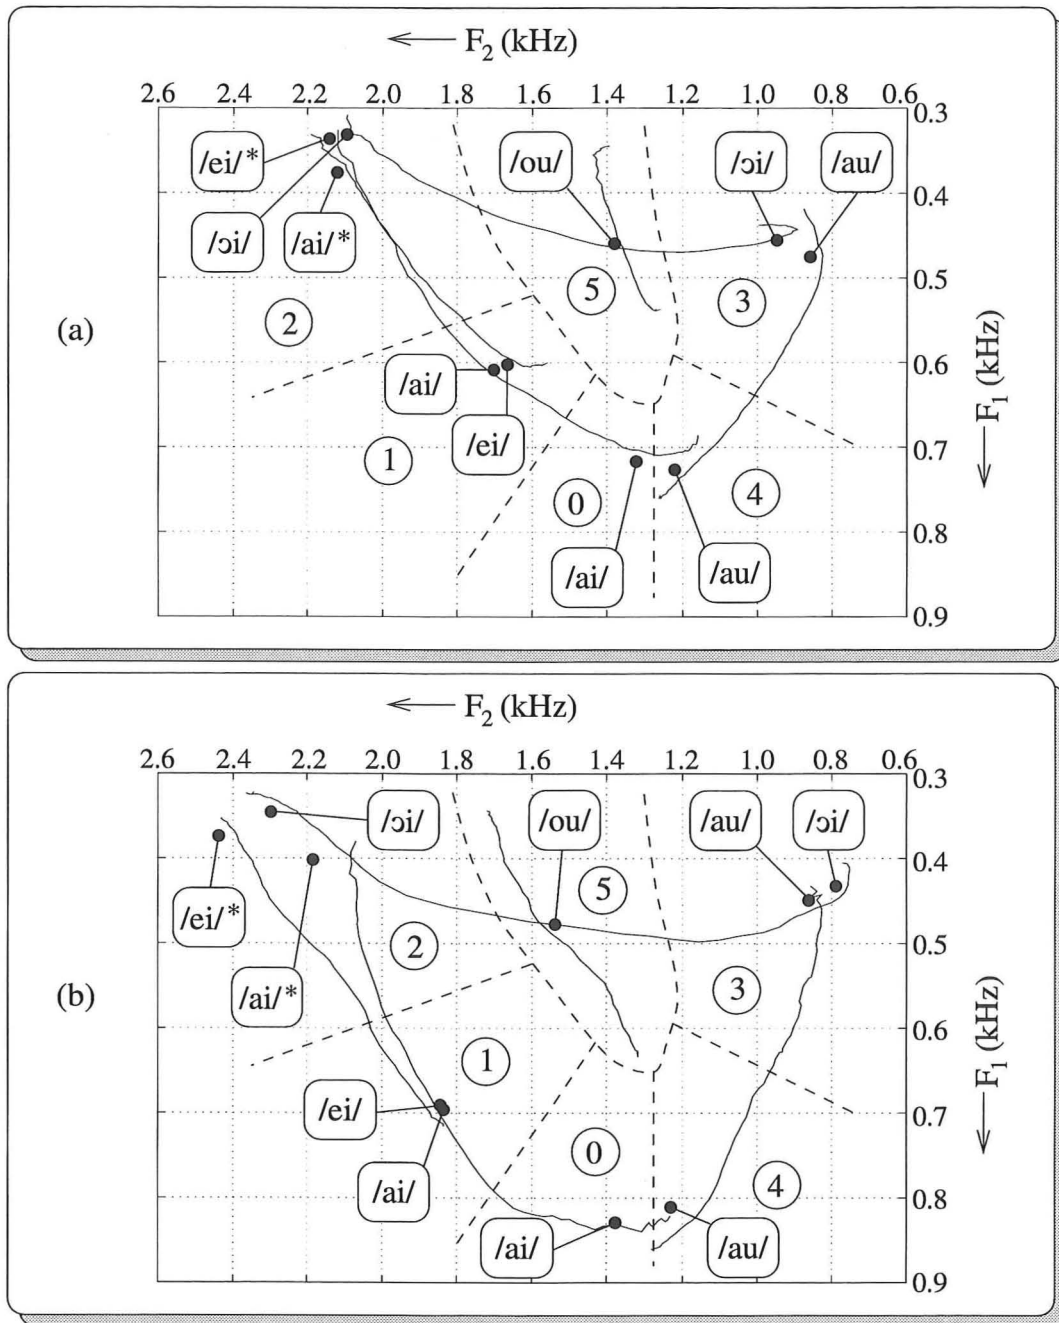 ← F₂ (kHz)
2.6 2.4 2.2 2.0 1.8 1.6 1.4 1.2 1.0 0.8 0.6
0.3
/ei/* /ou/ /ɔi/ /au/
0.4
/ɔi/ /ai/*
0.5
2 5 3
(a)
0.6
/ai/
/ei/
F₁ (kHz)
1
0.7
0 4
0.8
/ai/ /au/
0.9
← F₂ (kHz)
2.6 2.4 2.2 2.0 1.8 1.6 1.4 1.2 1.0 0.8 0.6
0.3
/ɔi/ /ou/ /au/ /ɔi/
0.4
/ei/* 5
0.5
2
/ai/* 3
(b)
0.6
1
F₁ (kHz)
/ei/
0.7
0
/ai/ 4
0.8
/ai/ /au/
0.9